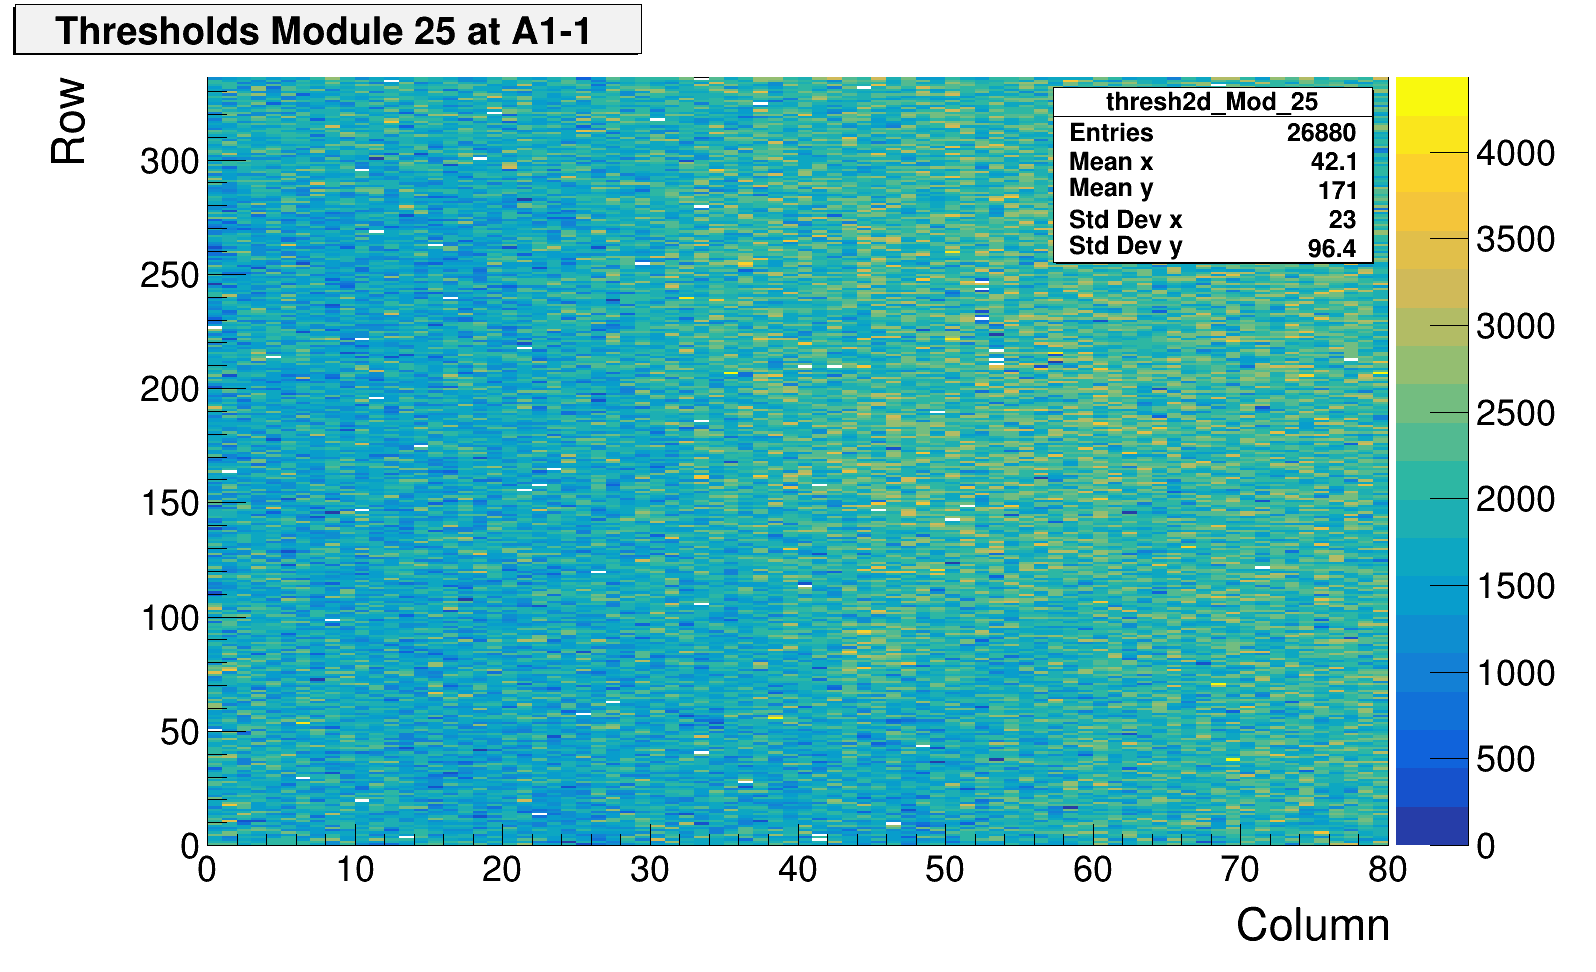 Thresholds Module 25 at A1-1
Row
thresh2d_Mod_25
Entries 26880
Mean x 42.1
Mean y 171
Std Dev x 23
Std Dev y 96.4
300
250
200
150
100
50
0
0 10 20 30 40 50 60 70 80
Column
4000
3500
3000
2500
2000
1500
1000
500
0